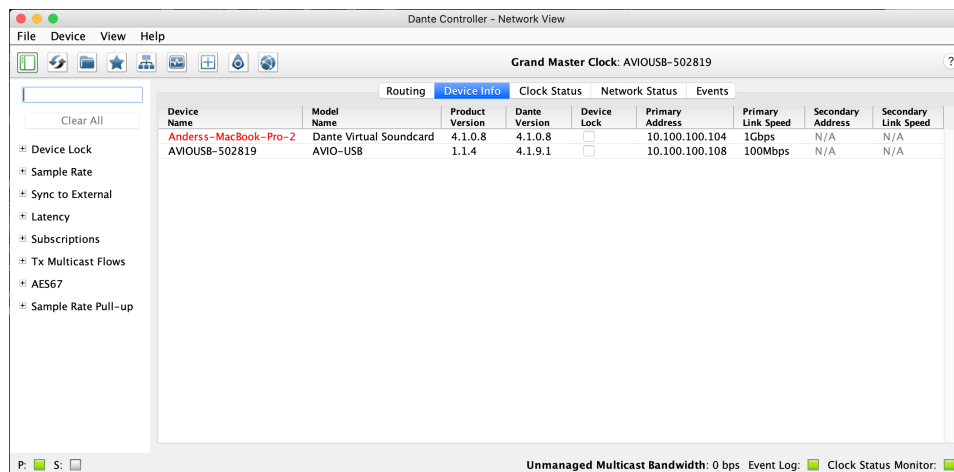 Dante Controller - Network View
File Device View Help
Grand Master Clock: AVIOUSB-502819
?
Routing Device Info Clock Status Network Status Events
Clear All
Device Name Model Name Product Version Dante Version Device Lock Primary Address Primary Link Speed Secondary Address Secondary Link Speed
Anderss-MacBook-Pro-2 Dante Virtual Soundcard 4.1.0.8 4.1.0.8 10.100.100.104 1Gbps N/A N/A
AVIOUSB-502819 AVIO-USB 1.1.4 4.1.9.1 10.100.100.108 100Mbps N/A N/A
Device Lock
Sample Rate
Sync to External
Latency
Subscriptions
Tx Multicast Flows
AES67
Sample Rate Pull-up
P: S: Unmanaged Multicast Bandwidth: 0 bps Event Log: Clock Status Monitor: